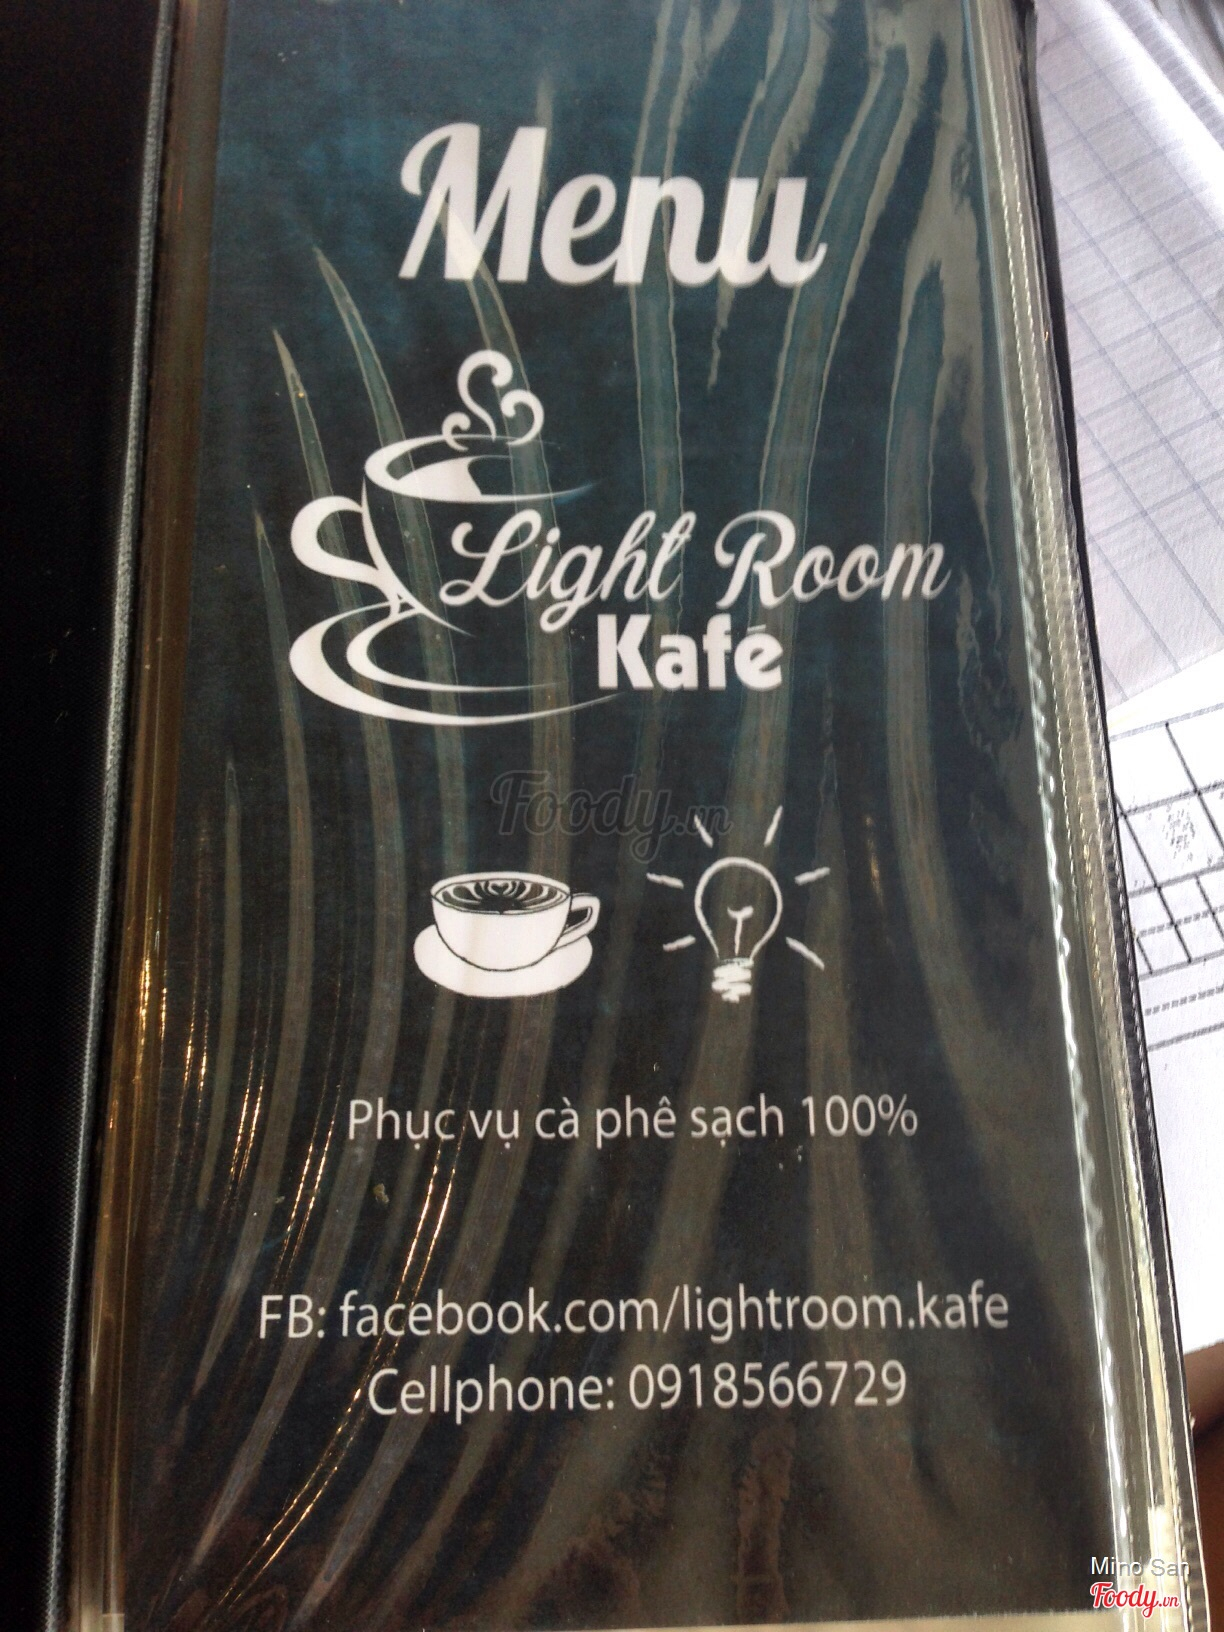 Menu
Light Room
Kafé
Foody.vn
Phục vụ cà phê sạch 100%
FB: facebook.com/lightroom.kafe
Cellphone: 0918566729
Mino San
Foody.vn